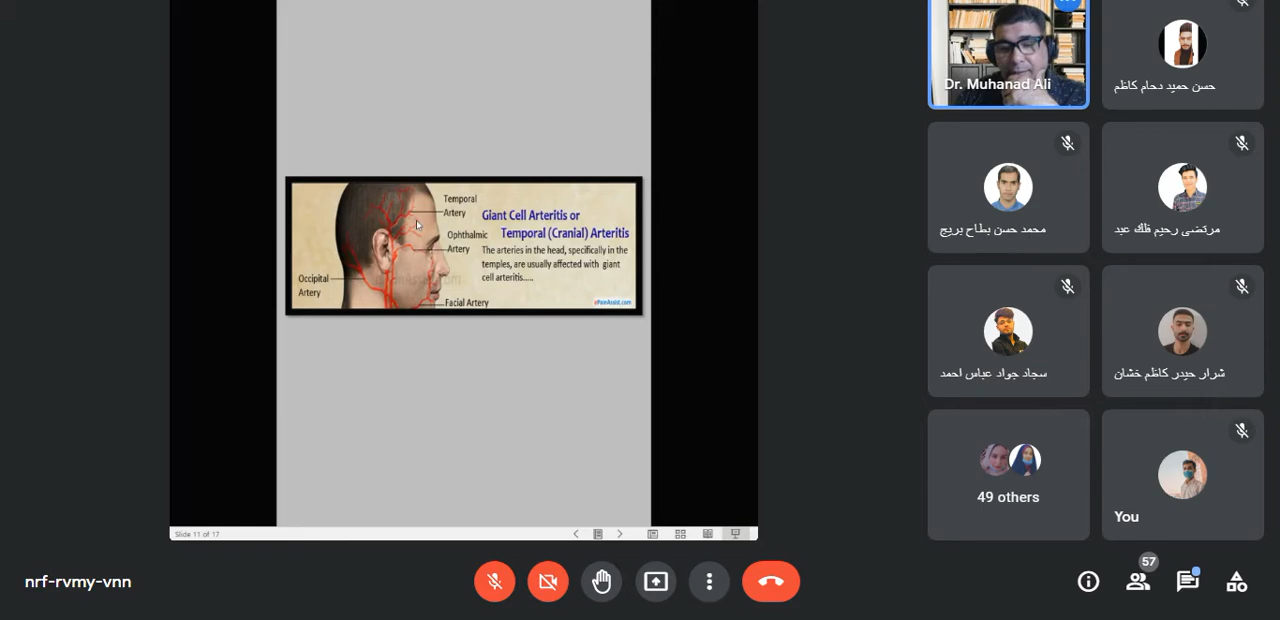 Temporal
Artery
Giant Cell Arteritis or
Ophthalmic
Artery
Temporal (Cranial) Arteritis
The arteries in the head, specifically in the
temples, are usually affected with giant
cell arteritis.....
Occipital
Artery
Facial Artery
ePainAssist.com
Slide 11 of 17
Dr. Muhanad Ali
حسن حميد دحام كاظم
محمد حسن بطاح بريج
مرتضى رحيم فلك عبد
سجاد جواد عباس احمد
شرار حيدر كاظم خشان
49 others
You
nrf-rvmy-vnn
57